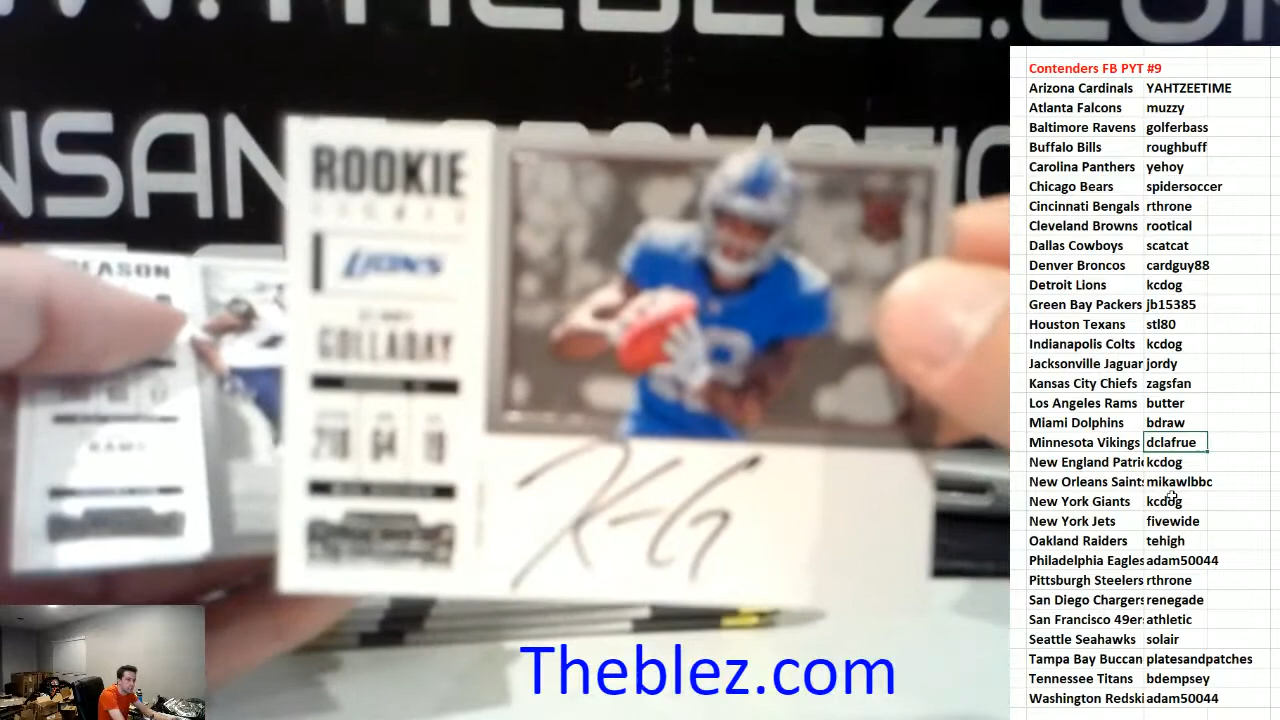 ROOKIE
LIONS
GOLLADAY
218 64 19
K-G
EASON
RAMS
Theblez.com
Contenders FB PYT #9
Arizona Cardinals YAHTZEETIME
Atlanta Falcons muzzy
Baltimore Ravens golferbass
Buffalo Bills roughbuff
Carolina Panthers yehoy
Chicago Bears spidersoccer
Cincinnati Bengals rthrone
Cleveland Browns rootical
Dallas Cowboys scatcat
Denver Broncos cardguy88
Detroit Lions kcdog
Green Bay Packers jb15385
Houston Texans stl80
Indianapolis Colts kcdog
Jacksonville Jaguar jordy
Kansas City Chiefs zagsfan
Los Angeles Rams butter
Miami Dolphins bdraw
Minnesota Vikings dclafrue
New England Patri kcdog
New Orleans Saint mikawlbbc
New York Giants kcdog
New York Jets fivewide
Oakland Raiders tehigh
Philadelphia Eagles adam50044
Pittsburgh Steelers rthrone
San Diego Chargers renegade
San Francisco 49er athletic
Seattle Seahawks solair
Tampa Bay Buccan platesandpatches
Tennessee Titans bdempsey
Washington Redski adam50044